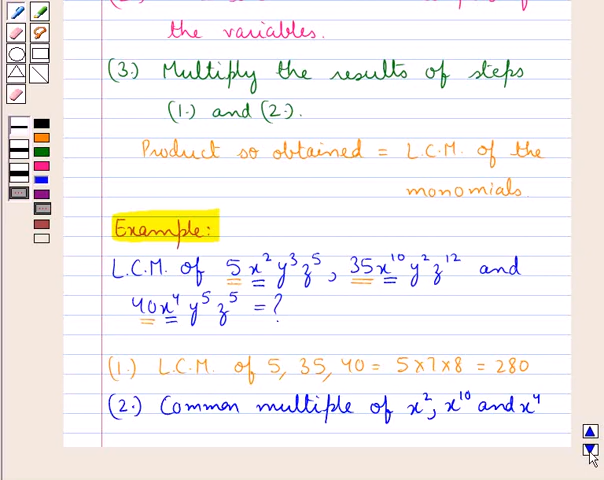 the variables.
(3.) Multiply the results of steps
(1.) and (2.).
Product so obtained = L.C.M. of the
monomials.
Example:
L.C.M. of 5x²y³z⁵, 35x¹⁰y²z¹² and
40x⁴y⁵z⁵ = ?
(1.) L.C.M. of 5, 35, 40 = 5×7×8 = 280
(2.) Common multiple of x², x¹⁰ and x⁴